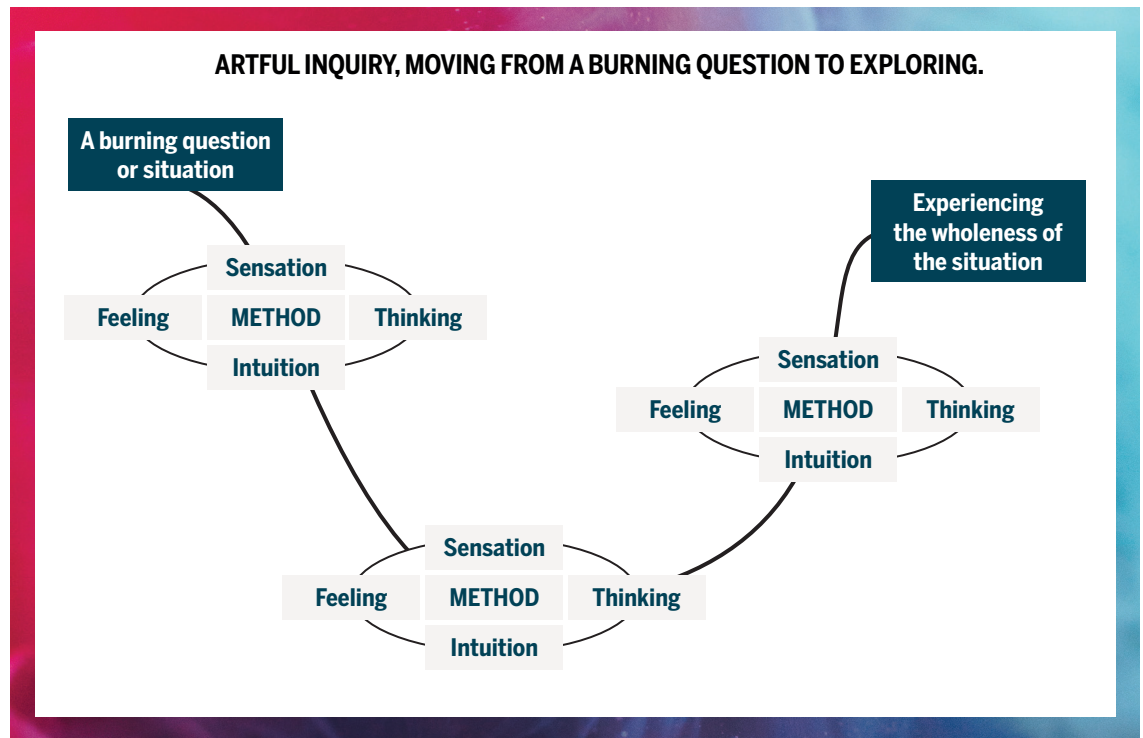 ARTFUL INQUIRY, MOVING FROM A BURNING QUESTION TO EXPLORING.
A burning question
or situation
Sensation
Feeling METHOD Thinking
Intuition
Sensation
Feeling METHOD Thinking
Intuition
Experiencing
the wholeness of
the situation
Sensation
Feeling METHOD Thinking
Intuition